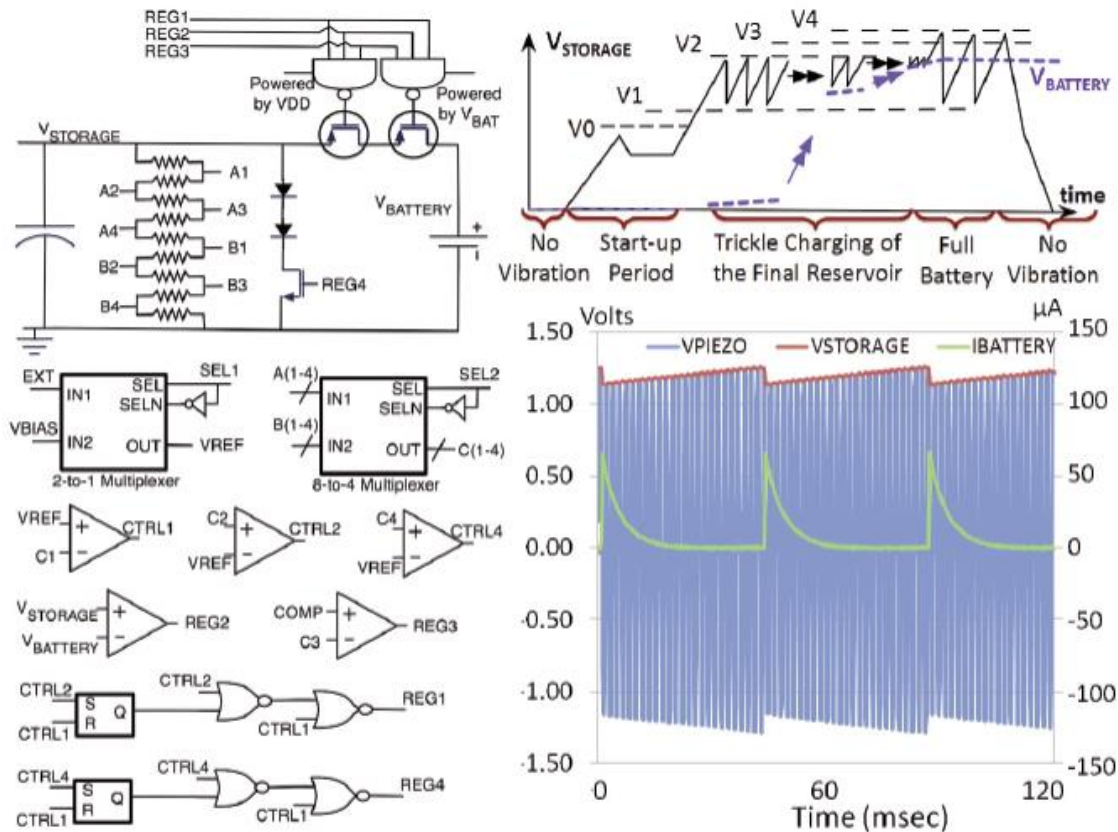 REG1
REG2
REG3
Powered by VDD
Powered by VBAT
VSTORAGE
A1
A2
A3
A4
B1
B2
B3
B4
VBATTERY
+
REG4
EXT
IN1
SEL
SEL1
SELN
VBIAS
IN2
OUT
VREF
2-to-1 Multiplexer
A(1-4)
IN1
SEL
SEL2
SELN
B(1-4)
IN2
OUT
C(1-4)
8-to-4 Multiplexer
VREF
+
CTRL1
C1
−
C2
+
CTRL2
VREF
−
C4
+
CTRL4
VREF
−
VSTORAGE
+
REG2
VBATTERY
−
COMP
+
REG3
C3
−
CTRL2
S
Q
R
CTRL1
CTRL2
REG1
CTRL1
CTRL4
S
Q
R
CTRL1
CTRL4
REG4
CTRL1
VSTORAGE
V0
V1
V2
V3
V4
VBATTERY
time
No Vibration
Start-up Period
Trickle Charging of the Final Reservoir
Full Battery
No Vibration
Volts
µA
VPIEZO
VSTORAGE
IBATTERY
1.50
1.00
0.50
0.00
-0.50
-1.00
-1.50
150
100
50
0
-50
-100
-150
0
60
120
Time (msec)